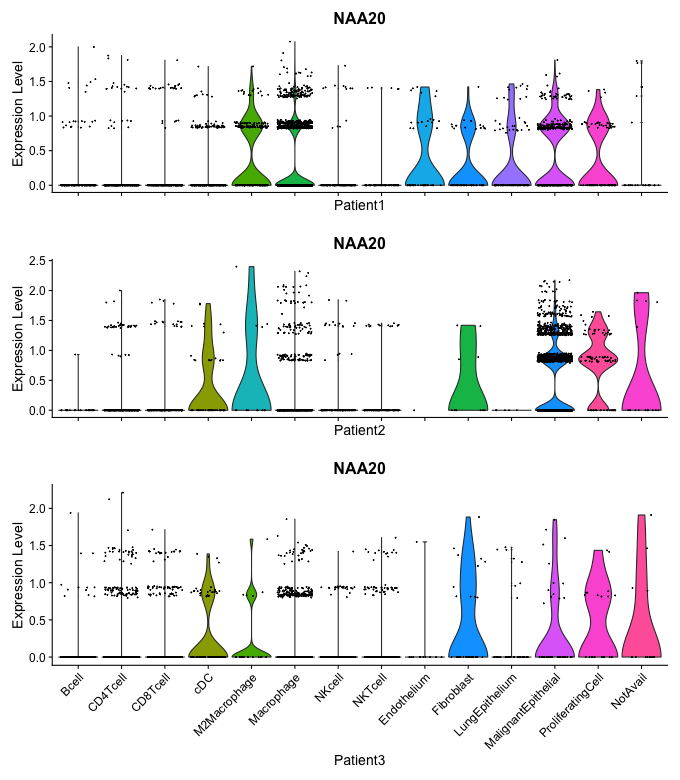 NAA20
Expression Level
2.0
1.5
1.0
0.5
0.0
Patient1
NAA20
Expression Level
2.5
2.0
1.5
1.0
0.5
0.0
Patient2
NAA20
Expression Level
2.0
1.5
1.0
0.5
0.0
Bcell
CD4Tcell
CD8Tcell
cDC
M2Macrophage
Macrophage
NKcell
NKTcell
Endothelium
Fibroblast
LungEpithelium
MalignantEpithelial
ProliferatingCell
NotAvail
Patient3